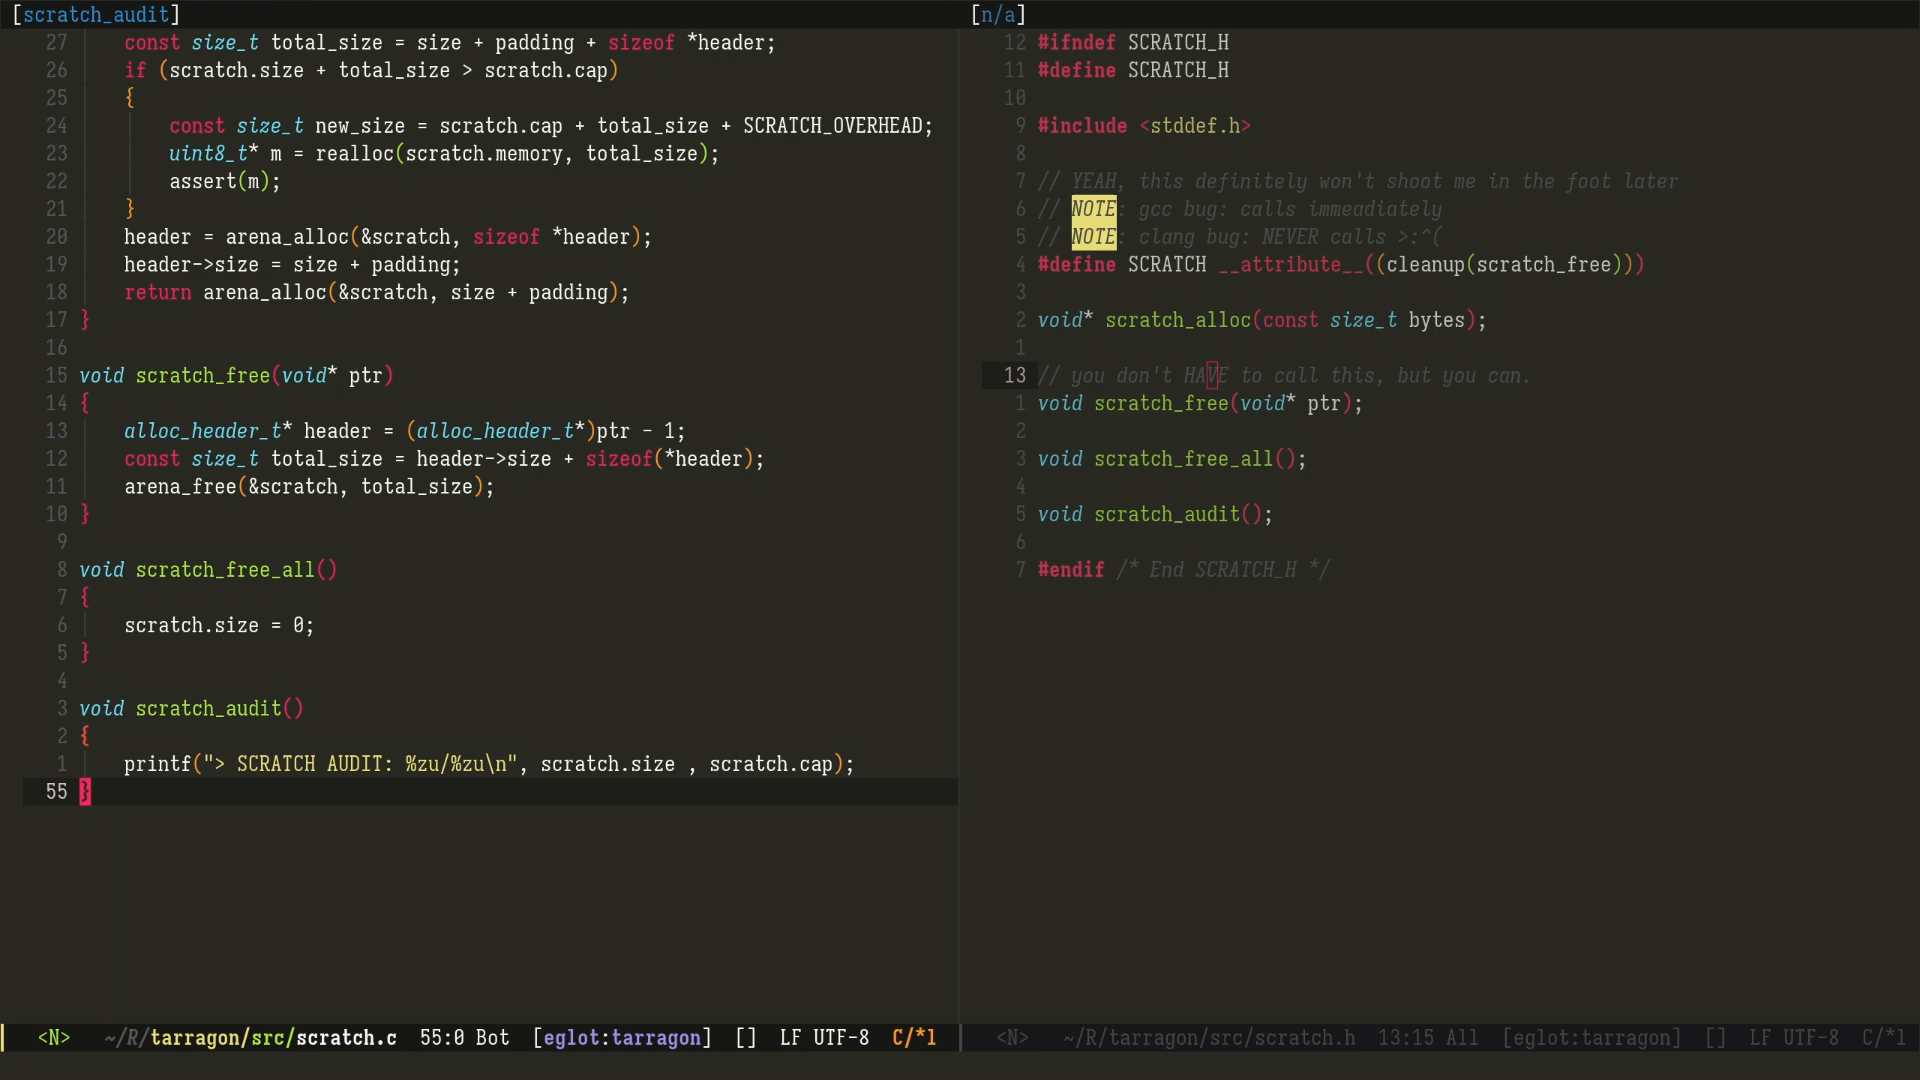 [scratch_audit]
27 const size_t total_size = size + padding + sizeof *header;
26 if (scratch.size + total_size > scratch.cap)
25 {
24 const size_t new_size = scratch.cap + total_size + SCRATCH_OVERHEAD;
23 uint8_t* m = realloc(scratch.memory, total_size);
22 assert(m);
21 }
20 header = arena_alloc(&scratch, sizeof *header);
19 header->size = size + padding;
18 return arena_alloc(&scratch, size + padding);
17 }
16
15 void scratch_free(void* ptr)
14 {
13 alloc_header_t* header = (alloc_header_t*)ptr - 1;
12 const size_t total_size = header->size + sizeof(*header);
11 arena_free(&scratch, total_size);
10 }
9
8 void scratch_free_all()
7 {
6 scratch.size = 0;
5 }
4
3 void scratch_audit()
2 {
1 printf("> SCRATCH AUDIT: %zu/%zu\n", scratch.size , scratch.cap);
55 }
<N> ~/R/tarragon/src/scratch.c 55:0 Bot [eglot:tarragon] [] LF UTF-8 C/*l
[n/a]
12 #ifndef SCRATCH_H
11 #define SCRATCH_H
10
9 #include <stddef.h>
8
7 // YEAH, this definitely won't shoot me in the foot later
6 // NOTE: gcc bug: calls immeadiately
5 // NOTE: clang bug: NEVER calls >:^(
4 #define SCRATCH __attribute__((cleanup(scratch_free)))
3
2 void* scratch_alloc(const size_t bytes);
1
13 // you don't HAVE to call this, but you can.
1 void scratch_free(void* ptr);
2
3 void scratch_free_all();
4
5 void scratch_audit();
6
7 #endif /* End SCRATCH_H */
<N> ~/R/tarragon/src/scratch.h 13:15 All [eglot:tarragon] [] LF UTF-8 C/*l